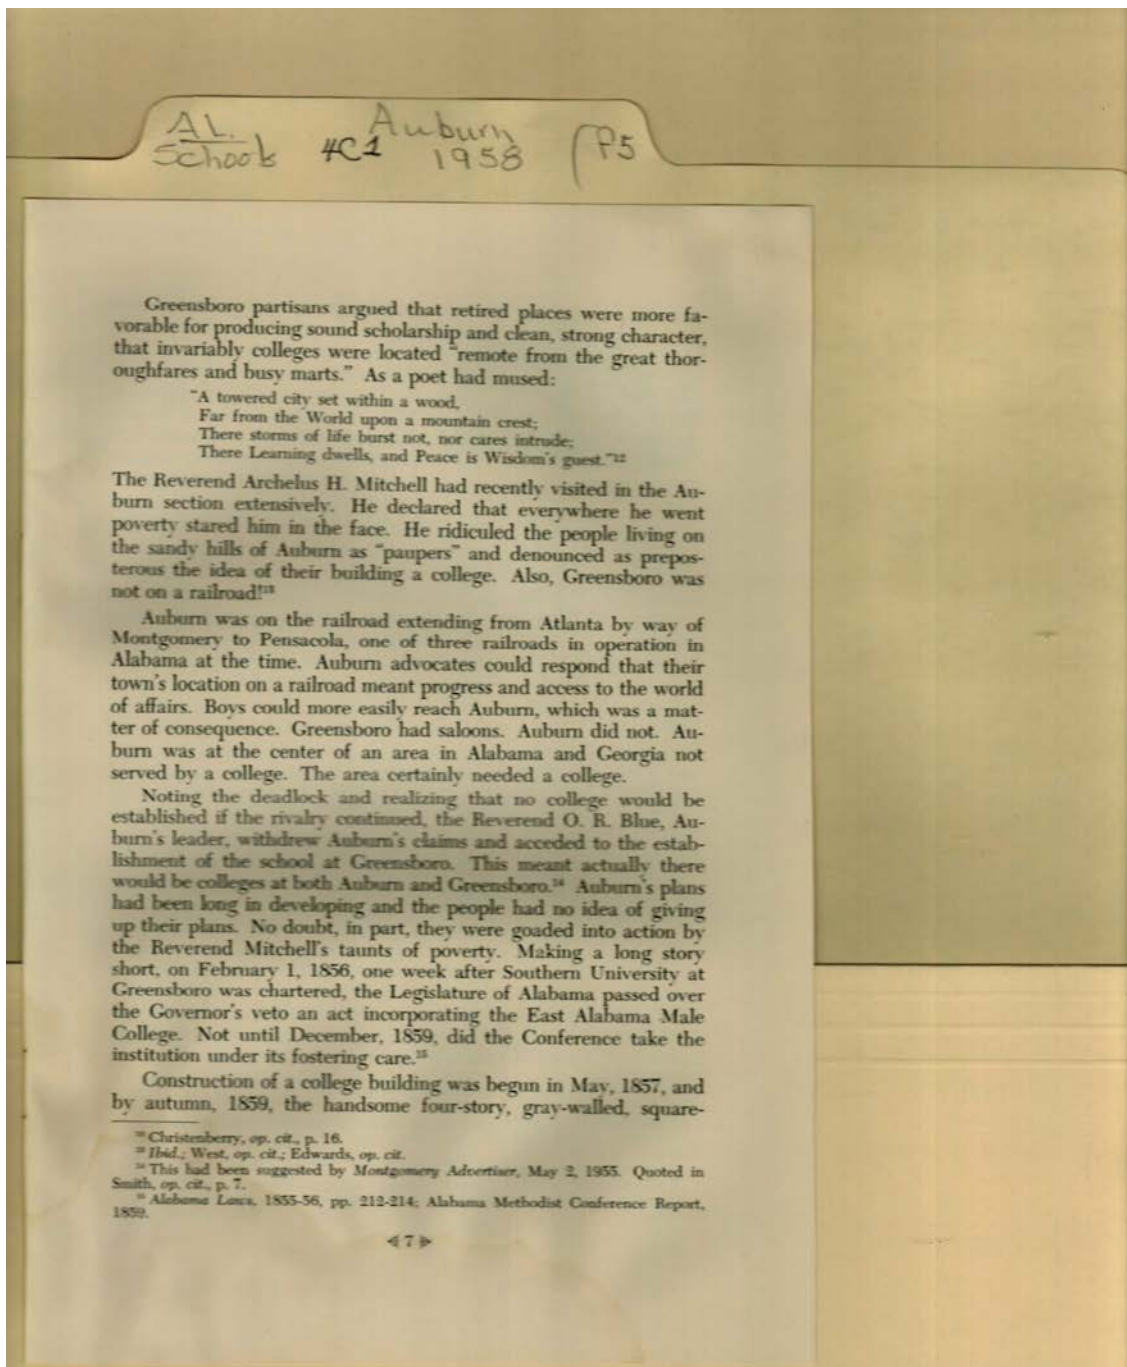 AL. Auburn
Schools 4C1 1958 P5
Greensboro partisans argued that retired places were more fa-
vorable for producing sound scholarship and clean, strong character,
that invariably colleges were located "remote from the great thor-
oughfares and busy marts." As a poet had mused:
"A towered city set within a wood,
Far from the World upon a mountain crest;
There storms of life burst not, nor cares intrude;
There Learning dwells, and Peace is Wisdom's guest."¹²
The Reverend Archelus H. Mitchell had recently visited in the Au-
burn section extensively. He declared that everywhere he went
poverty stared him in the face. He ridiculed the people living on
the sandy hills of Auburn as "paupers" and denounced as prepos-
terous the idea of their building a college. Also, Greensboro was
not on a railroad!¹³
Auburn was on the railroad extending from Atlanta by way of
Montgomery to Pensacola, one of three railroads in operation in
Alabama at the time. Auburn advocates could respond that their
town's location on a railroad meant progress and access to the world
of affairs. Boys could more easily reach Auburn, which was a mat-
ter of consequence. Greensboro had saloons. Auburn did not. Au-
burn was at the center of an area in Alabama and Georgia not
served by a college. The area certainly needed a college.
Noting the deadlock and realizing that no college would be
established if the rivalry continued, the Reverend O. R. Blue, Au-
burn's leader, withdrew Auburn's claims and acceded to the estab-
lishment of the school at Greensboro. This meant actually there
would be colleges at both Auburn and Greensboro.¹⁴ Auburn's plans
had been long in developing and the people had no idea of giving
up their plans. No doubt, in part, they were goaded into action by
the Reverend Mitchell's taunts of poverty. Making a long story
short, on February 1, 1856, one week after Southern University at
Greensboro was chartered, the Legislature of Alabama passed over
the Governor's veto an act incorporating the East Alabama Male
College. Not until December, 1859, did the Conference take the
institution under its fostering care.¹⁵
Construction of a college building was begun in May, 1857, and
by autumn, 1859, the handsome four-story, gray-walled, square-
¹² Christenberry, op. cit., p. 16.
¹³ Ibid.; West, op. cit.; Edwards, op. cit.
¹⁴ This had been suggested by Montgomery Advertiser, May 2, 1955. Quoted in
Smith, op. cit., p. 7.
¹⁵ Alabama Laws, 1855-56, pp. 212-214; Alabama Methodist Conference Report,
1859.
7